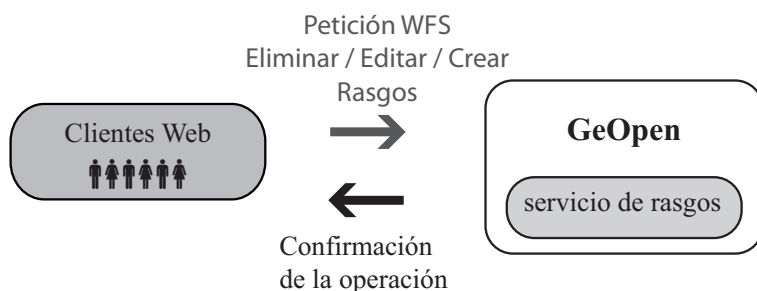 Petición WFS
Eliminar / Editar / Crear
Rasgos
Clientes Web
GeOpen
servicio de rasgos
Confirmación
de la operación